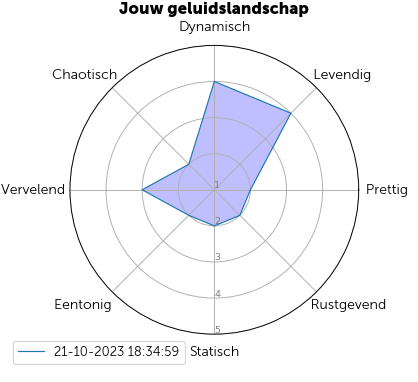 Jouw geluidslandschap
Dynamisch
Chaotisch
Levendig
Vervelend
1
Prettig
2
3
4
Eentonig
Rustgevend
5
21-10-2023 18:34:59
Statisch